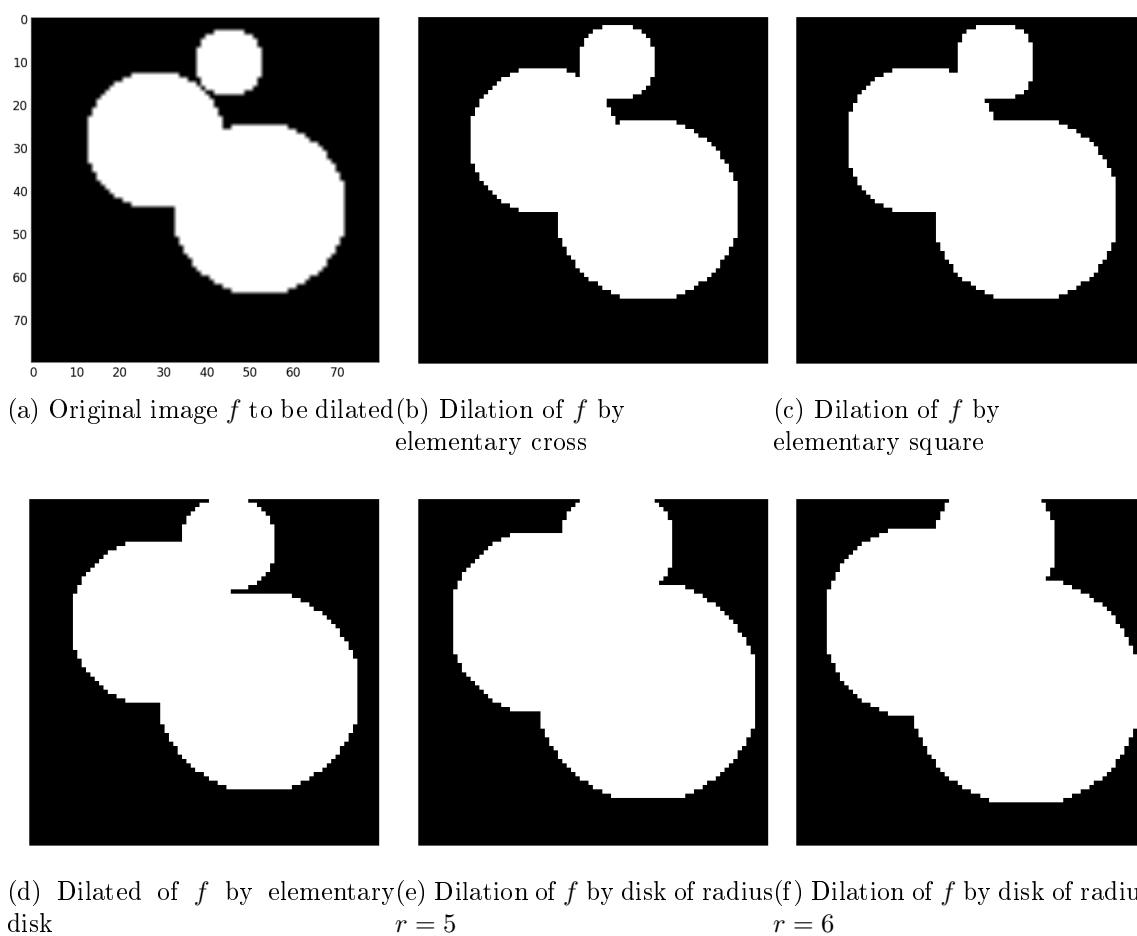 0
10
20
30
40
50
60
70
0 10 20 30 40 50 60 70
(a) Original image f to be dilated
(b) Dilation of f by
elementary cross
(c) Dilation of f by
elementary square
(d) Dilated of f by elementary
disk
(e) Dilation of f by disk of radius
r = 5
(f) Dilation of f by disk of radiu
r = 6